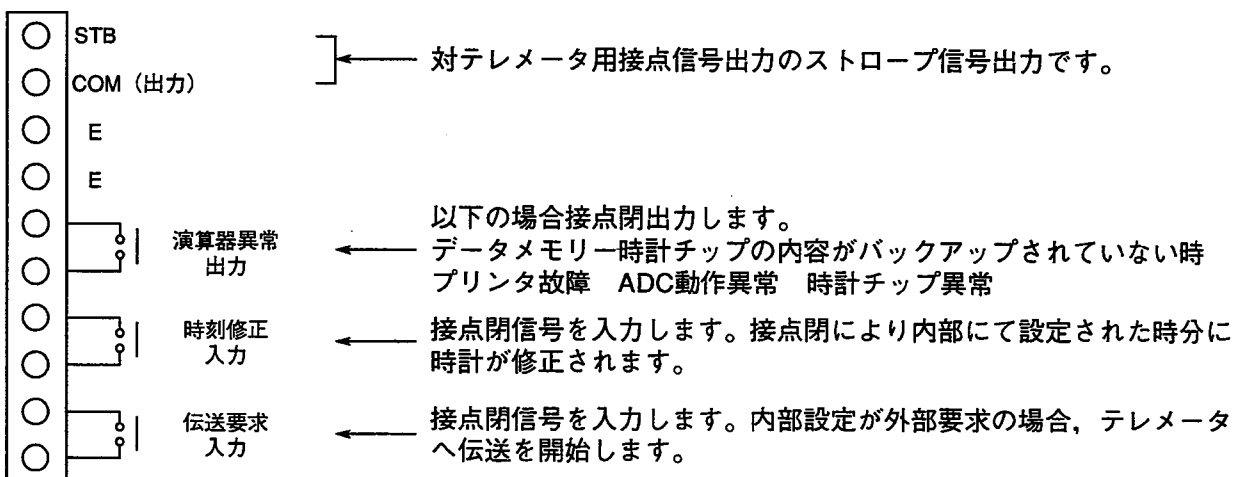 STB
対テレメータ用接点信号出力のストローブ信号出力です。
COM（出力）
E
E
以下の場合接点閉出力します。
演算器異常
出力
データメモリー時計チップの内容がバックアップされていない時
プリンタ故障　ADC動作異常　時計チップ異常
時刻修正
入力
接点閉信号を入力します。接点閉により内部にて設定された時分に
時計が修正されます。
伝送要求
入力
接点閉信号を入力します。内部設定が外部要求の場合，テレメータ
へ伝送を開始します。